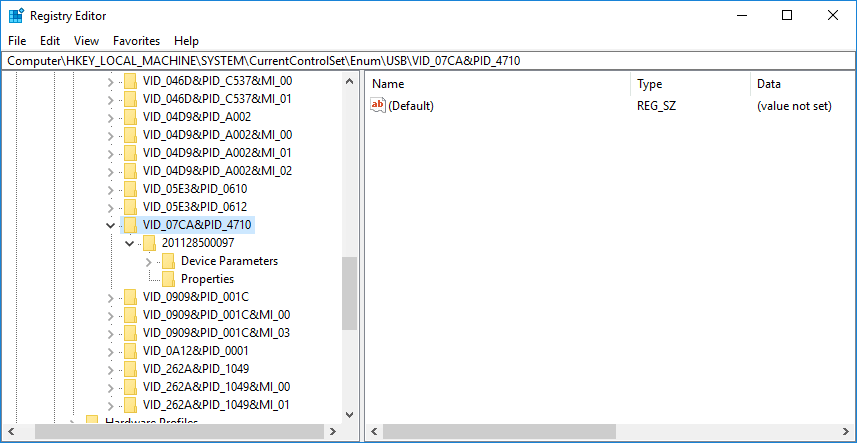 Registry Editor
File Edit View Favorites Help
Computer\HKEY_LOCAL_MACHINE\SYSTEM\CurrentControlSet\Enum\USB\VID_07CA&PID_4710
VID_046D&PID_C537&MI_00
VID_046D&PID_C537&MI_01
VID_04D9&PID_A002
VID_04D9&PID_A002&MI_00
VID_04D9&PID_A002&MI_01
VID_04D9&PID_A002&MI_02
VID_05E3&PID_0610
VID_05E3&PID_0612
VID_07CA&PID_4710
201128500097
Device Parameters
Properties
VID_0909&PID_001C
VID_0909&PID_001C&MI_00
VID_0909&PID_001C&MI_03
VID_0A12&PID_0001
VID_262A&PID_1049
VID_262A&PID_1049&MI_00
VID_262A&PID_1049&MI_01
Hardware Profiles
Name Type Data
ab (Default) REG_SZ (value not set)